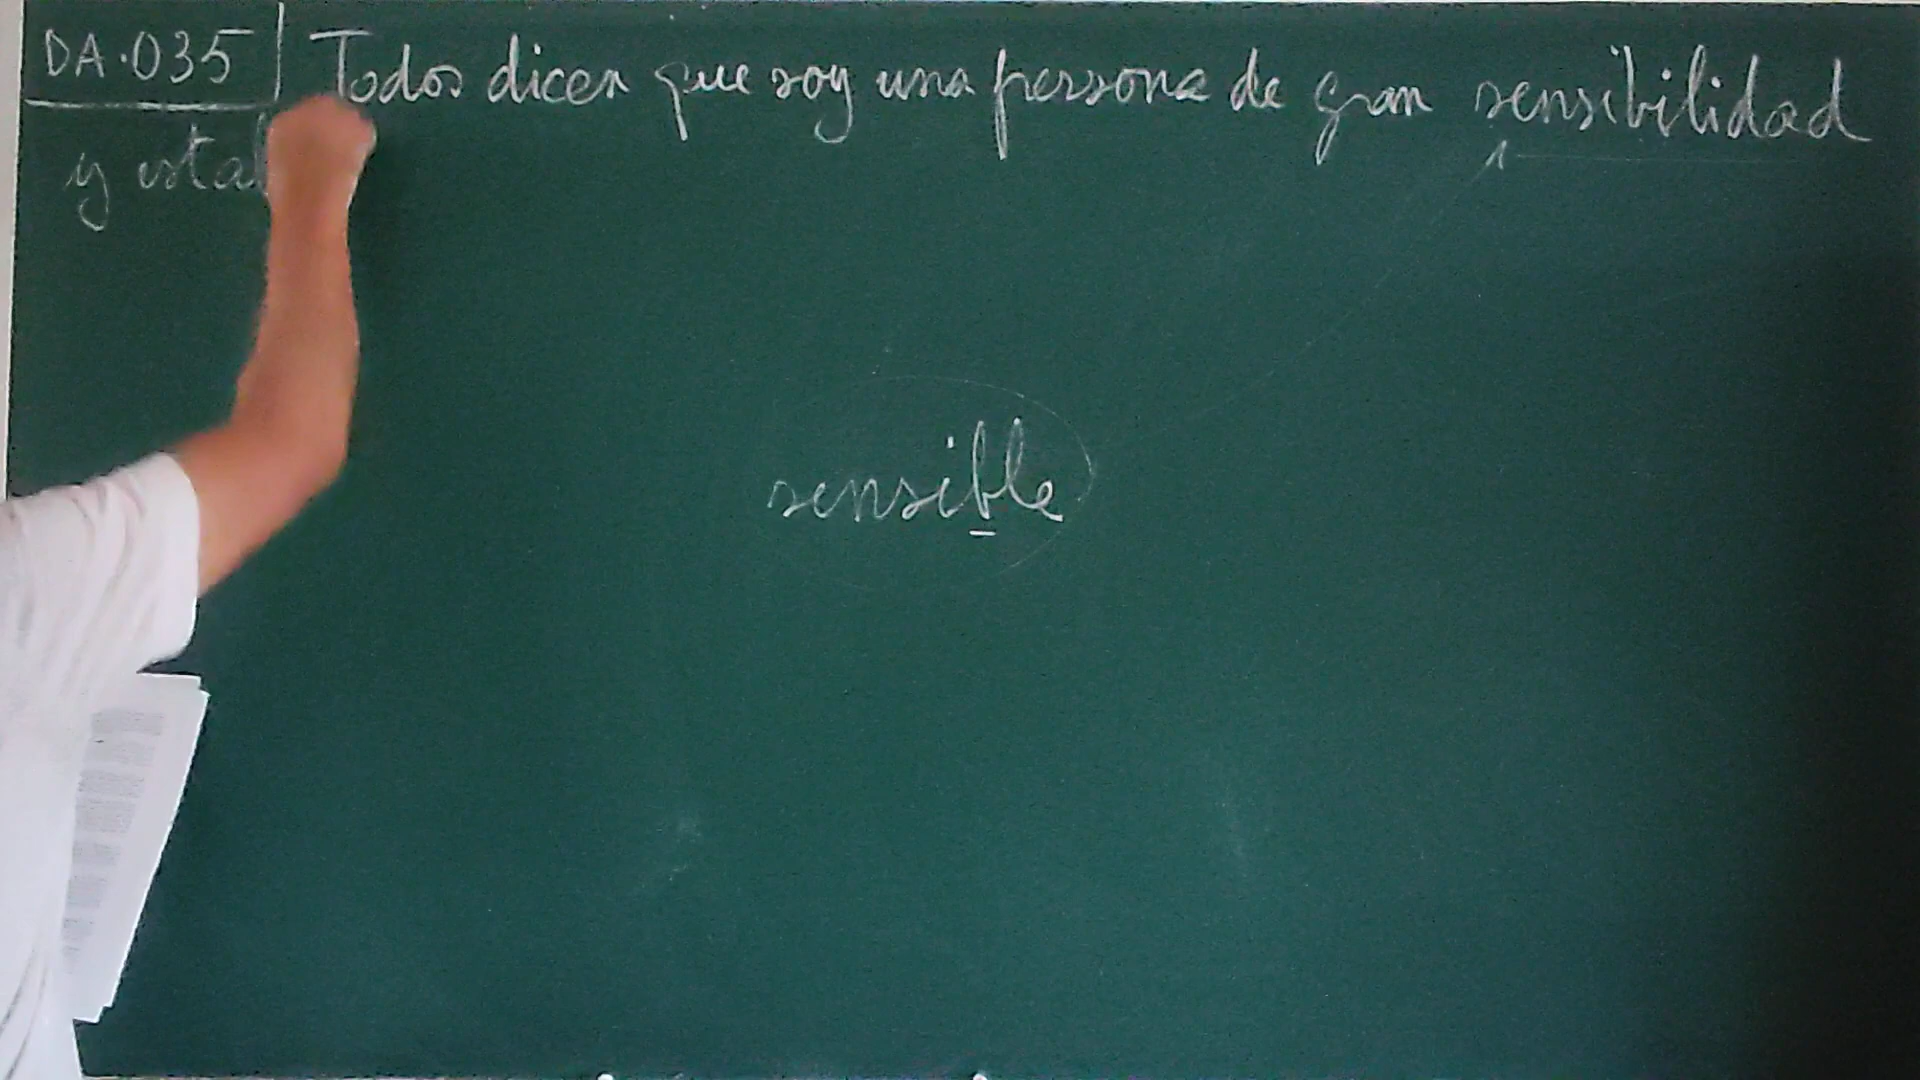 DA·035 Todos dicen que soy una persona de gran sensibilidad
y estal
sensible